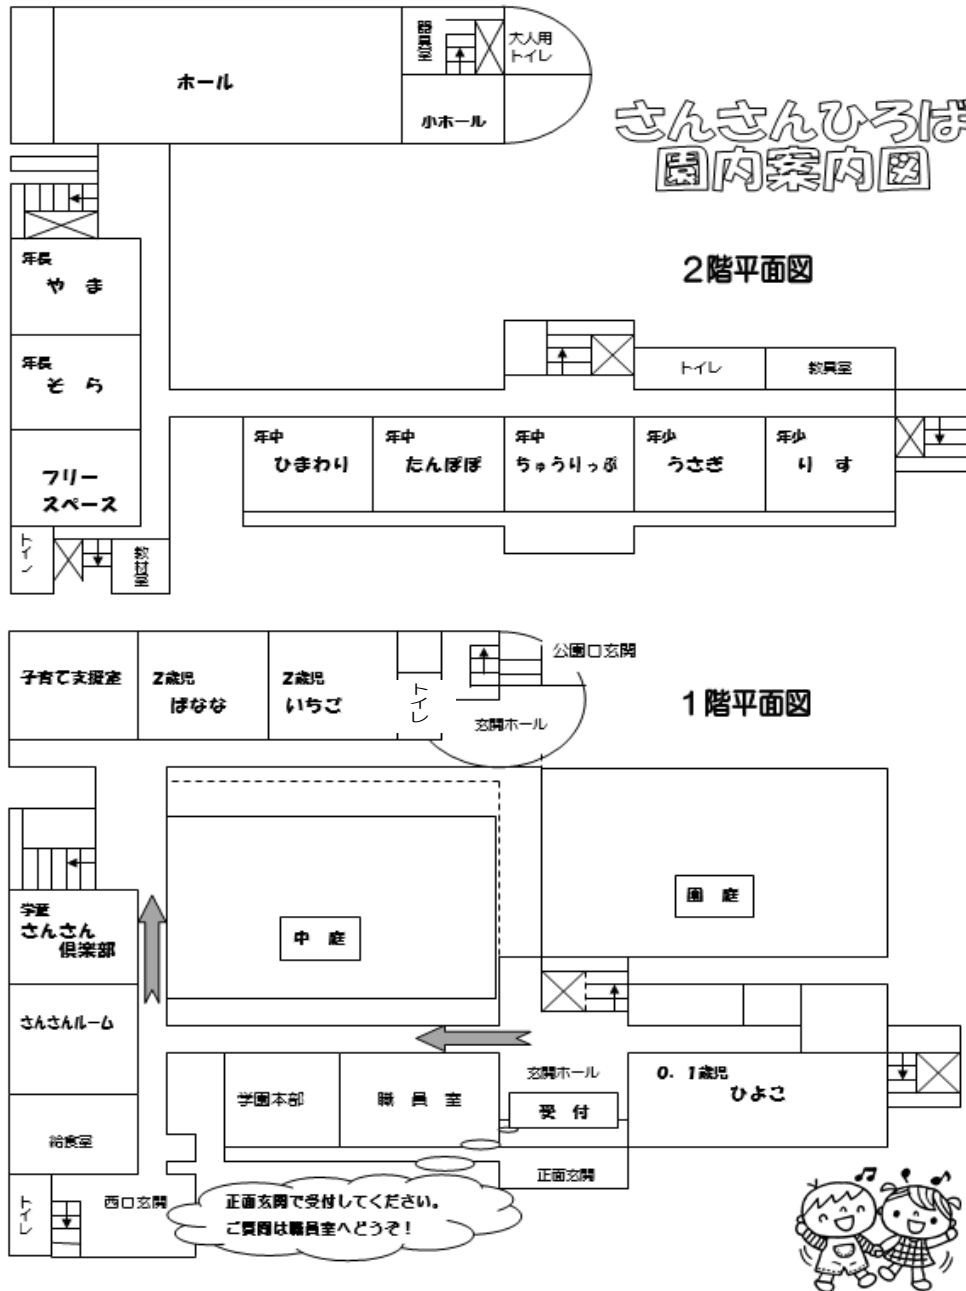 さんさんひろば
園内案内図
2階平面図
ホール
器具室
大人用
トイレ
小ホール
年長
やま
年長
そら
フリー
スペース
トイレ
教材室
トイレ
教具室
年中
ひまわり
年中
たんぽぽ
年中
ちゅうりっぷ
年少
うさぎ
年少
りす
1階平面図
子育て支援室
2歳児
ばなな
2歳児
いちご
トイレ
公園口玄関
玄関ホール
学童
さんさん
倶楽部
さんさんルーム
給食室
トイレ
西口玄関
中庭
園庭
学園本部
職員室
玄関ホール
受付
正面玄関
0. 1歳児
ひよこ
正面玄関で受付してください。
ご質問は職員室へどうぞ！